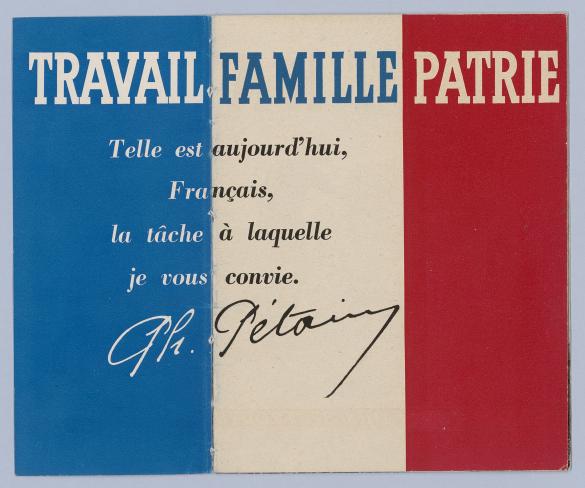 TRAVAIL FAMILLE PATRIE
Telle est aujourd'hui,
Français,
la tâche à laquelle
je vous convie.
Ph. Pétain